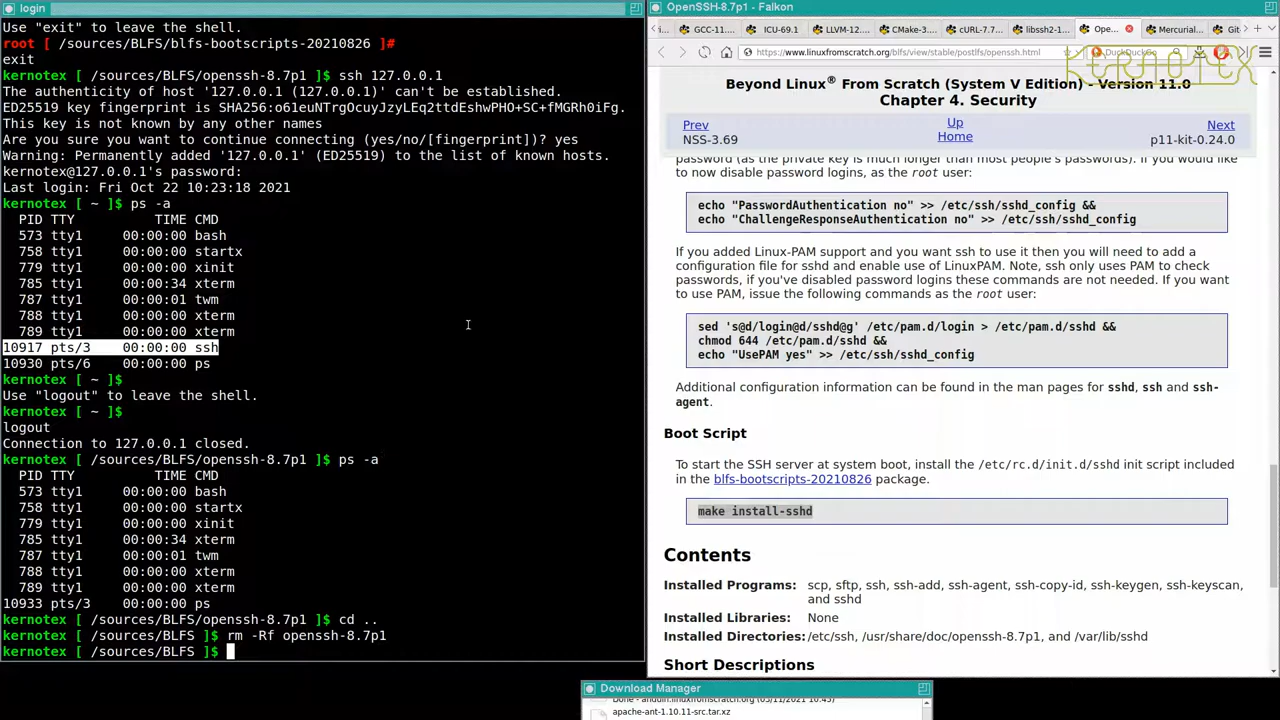 login
Use "exit" to leave the shell.
root [ /sources/BLFS/blfs-bootscripts-20210826 ]#
exit
kernotex [ /sources/BLFS/openssh-8.7p1 ]$ ssh 127.0.0.1
The authenticity of host '127.0.0.1 (127.0.0.1)' can't be established.
ED25519 key fingerprint is SHA256:o61euNTrgOcuyJzyLEq2ttdEshwPHO+SC+fMGRh0iFg.
This key is not known by any other names
Are you sure you want to continue connecting (yes/no/[fingerprint])? yes
Warning: Permanently added '127.0.0.1' (ED25519) to the list of known hosts.
kernotex@127.0.0.1's password:
Last login: Fri Oct 22 10:23:18 2021
kernotex [ ~ ]$ ps -a
PID TTY TIME CMD
573 tty1 00:00:00 bash
758 tty1 00:00:00 startx
779 tty1 00:00:00 xinit
785 tty1 00:00:34 xterm
787 tty1 00:00:01 twm
788 tty1 00:00:00 xterm
789 tty1 00:00:00 xterm
10917 pts/3 00:00:00 ssh
10930 pts/6 00:00:00 ps
kernotex [ ~ ]$
Use "logout" to leave the shell.
kernotex [ ~ ]$
logout
Connection to 127.0.0.1 closed.
kernotex [ /sources/BLFS/openssh-8.7p1 ]$ ps -a
PID TTY TIME CMD
573 tty1 00:00:00 bash
758 tty1 00:00:00 startx
779 tty1 00:00:00 xinit
785 tty1 00:00:34 xterm
787 tty1 00:00:01 twm
788 tty1 00:00:00 xterm
789 tty1 00:00:00 xterm
10933 pts/3 00:00:00 ps
kernotex [ /sources/BLFS/openssh-8.7p1 ]$ cd ..
kernotex [ /sources/BLFS ]$ rm -Rf openssh-8.7p1
kernotex [ /sources/BLFS ]$
OpenSSH-8.7p1 - Falkon
i... GCC-11.... ICU-69.1 LLVM-12.... CMake-3.... cURL-7.7... libssh2-1... Ope... Mercurial... Git
https://www.linuxfromscratch.org/blfs/view/stable/postlfs/openssh.html DuckDuckGo
KERNOTEX
Beyond Linux® From Scratch (System V Edition) - Version 11.0
Chapter 4. Security
Prev Up Next
NSS-3.69 Home p11-kit-0.24.0
password (as the private key is much longer than most people's passwords). If you would like
to now disable password logins, as the root user:
echo "PasswordAuthentication no" >> /etc/ssh/sshd_config &&
echo "ChallengeResponseAuthentication no" >> /etc/ssh/sshd_config
If you added Linux-PAM support and you want ssh to use it then you will need to add a
configuration file for sshd and enable use of LinuxPAM. Note, ssh only uses PAM to check
passwords, if you've disabled password logins these commands are not needed. If you want
to use PAM, issue the following commands as the root user:
sed 's@d/login@d/sshd@g' /etc/pam.d/login > /etc/pam.d/sshd &&
chmod 644 /etc/pam.d/sshd &&
echo "UsePAM yes" >> /etc/ssh/sshd_config
Additional configuration information can be found in the man pages for sshd, ssh and ssh-
agent.
Boot Script
To start the SSH server at system boot, install the /etc/rc.d/init.d/sshd init script included
in the blfs-bootscripts-20210826 package.
make install-sshd
Contents
Installed Programs: scp, sftp, ssh, ssh-add, ssh-agent, ssh-copy-id, ssh-keygen, ssh-keyscan,
and sshd
Installed Libraries: None
Installed Directories: /etc/ssh, /usr/share/doc/openssh-8.7p1, and /var/lib/sshd
Short Descriptions
Download Manager
apache-ant-1.10.11-src.tar.xz